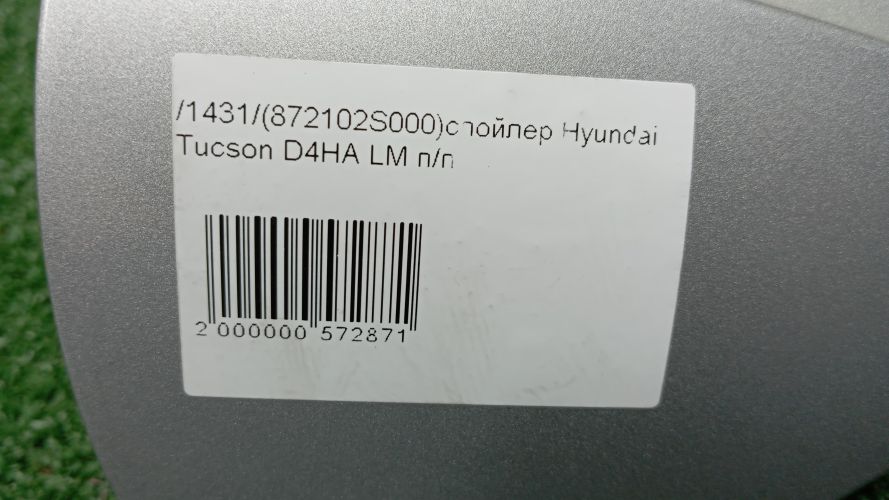 /1431/(872102S000)спойлер Hyundai
Tucson D4HA LM п/п
2 000000 572871